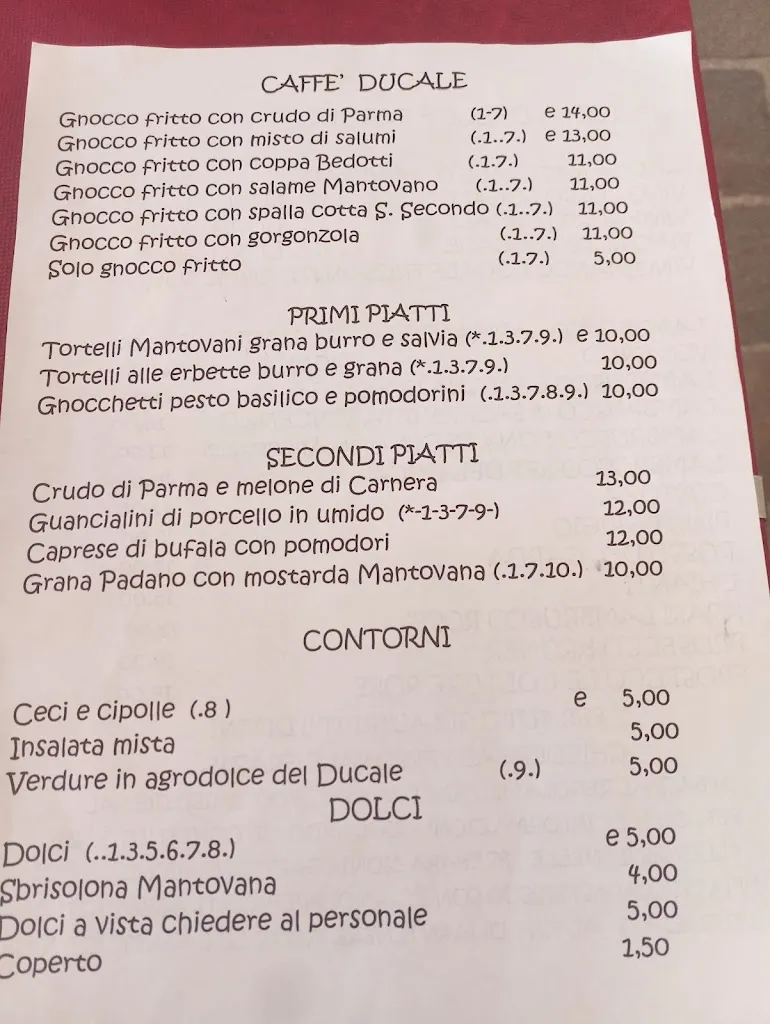 CAFFE' DUCALE
Gnocco fritto con crudo di Parma (1-7) e 14,00
Gnocco fritto con misto di salumi (.1..7.) e 13,00
Gnocco fritto con coppa Bedotti (.1.7.) 11,00
Gnocco fritto con salame Mantovano (.1..7.) 11,00
Gnocco fritto con spalla cotta S. Secondo (.1..7.) 11,00
Gnocco fritto con gorgonzola (.1..7.) 11,00
Solo gnocco fritto (.1.7.) 5,00
PRIMI PIATTI
Tortelli Mantovani grana burro e salvia (*.1.3.7.9.) e 10,00
Tortelli alle erbette burro e grana (*.1.3.7.9.) 10,00
Gnocchetti pesto basilico e pomodorini (.1.3.7.8.9.) 10,00
SECONDI PIATTI
Crudo di Parma e melone di Carnera 13,00
Guancialini di porcello in umido (*-1-3-7-9-) 12,00
Caprese di bufala con pomodori 12,00
Grana Padano con mostarda Mantovana (.1.7.10.) 10,00
CONTORNI
Ceci e cipolle (.8 ) e 5,00
Insalata mista 5,00
Verdure in agrodolce del Ducale (.9.) 5,00
DOLCI
Dolci (..1.3.5.6.7.8.) e 5,00
Sbrisolona Mantovana 4,00
Dolci a vista chiedere al personale 5,00
Coperto 1,50